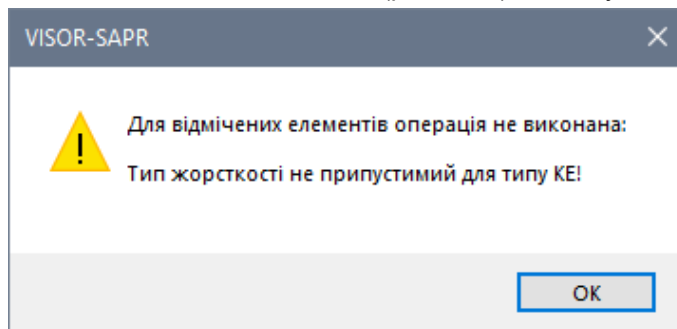 VISOR-SAPR
Для відмічених елементів операція не виконана:
Тип жорсткості не припустимий для типу КЕ!
OK